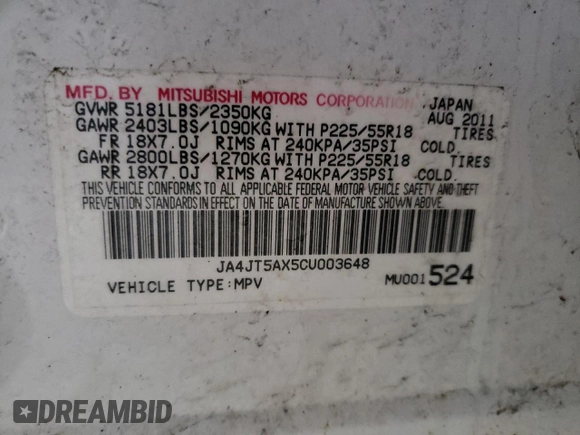 MFD. BY MITSUBISHI MOTORS CORPORATION, JAPAN
GVWR 5181LBS/2350KG AUG 2011
GAWR 2403LBS/1090KG WITH P225/55R18 TIRES
FR 18X7.0J RIMS AT 240KPA/35PSI COLD.
GAWR 2800LBS/1270KG WITH P225/55R18 TIRES
RR 18X7.0J RIMS AT 240KPA/35PSI COLD.
THIS VEHICLE CONFORMS TO ALL APPLICABLE FEDERAL MOTOR VEHICLE SAFETY AND THEFT
PREVENTION STANDARDS IN EFFECT ON THE DATE OF MANUFACTURE SHOWN ABOVE.
JA4JT5AX5CU003648
VEHICLE TYPE:MPV MU001524
DREAMBID